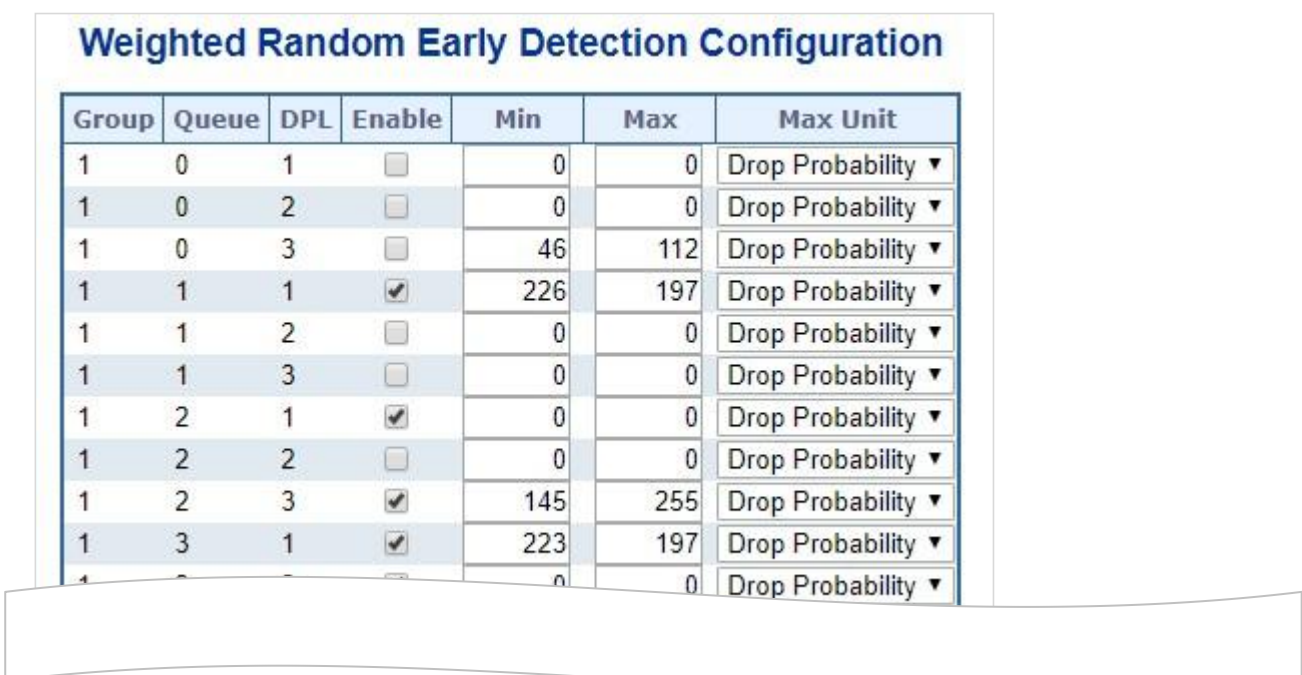 Weighted Random Early Detection Configuration
Group Queue DPL Enable Min Max Max Unit
1 0 1 0 0 Drop Probability
1 0 2 0 0 Drop Probability
1 0 3 46 112 Drop Probability
1 1 1 226 197 Drop Probability
1 1 2 0 0 Drop Probability
1 1 3 0 0 Drop Probability
1 2 1 0 0 Drop Probability
1 2 2 0 0 Drop Probability
1 2 3 145 255 Drop Probability
1 3 1 223 197 Drop Probability
0 0 Drop Probability